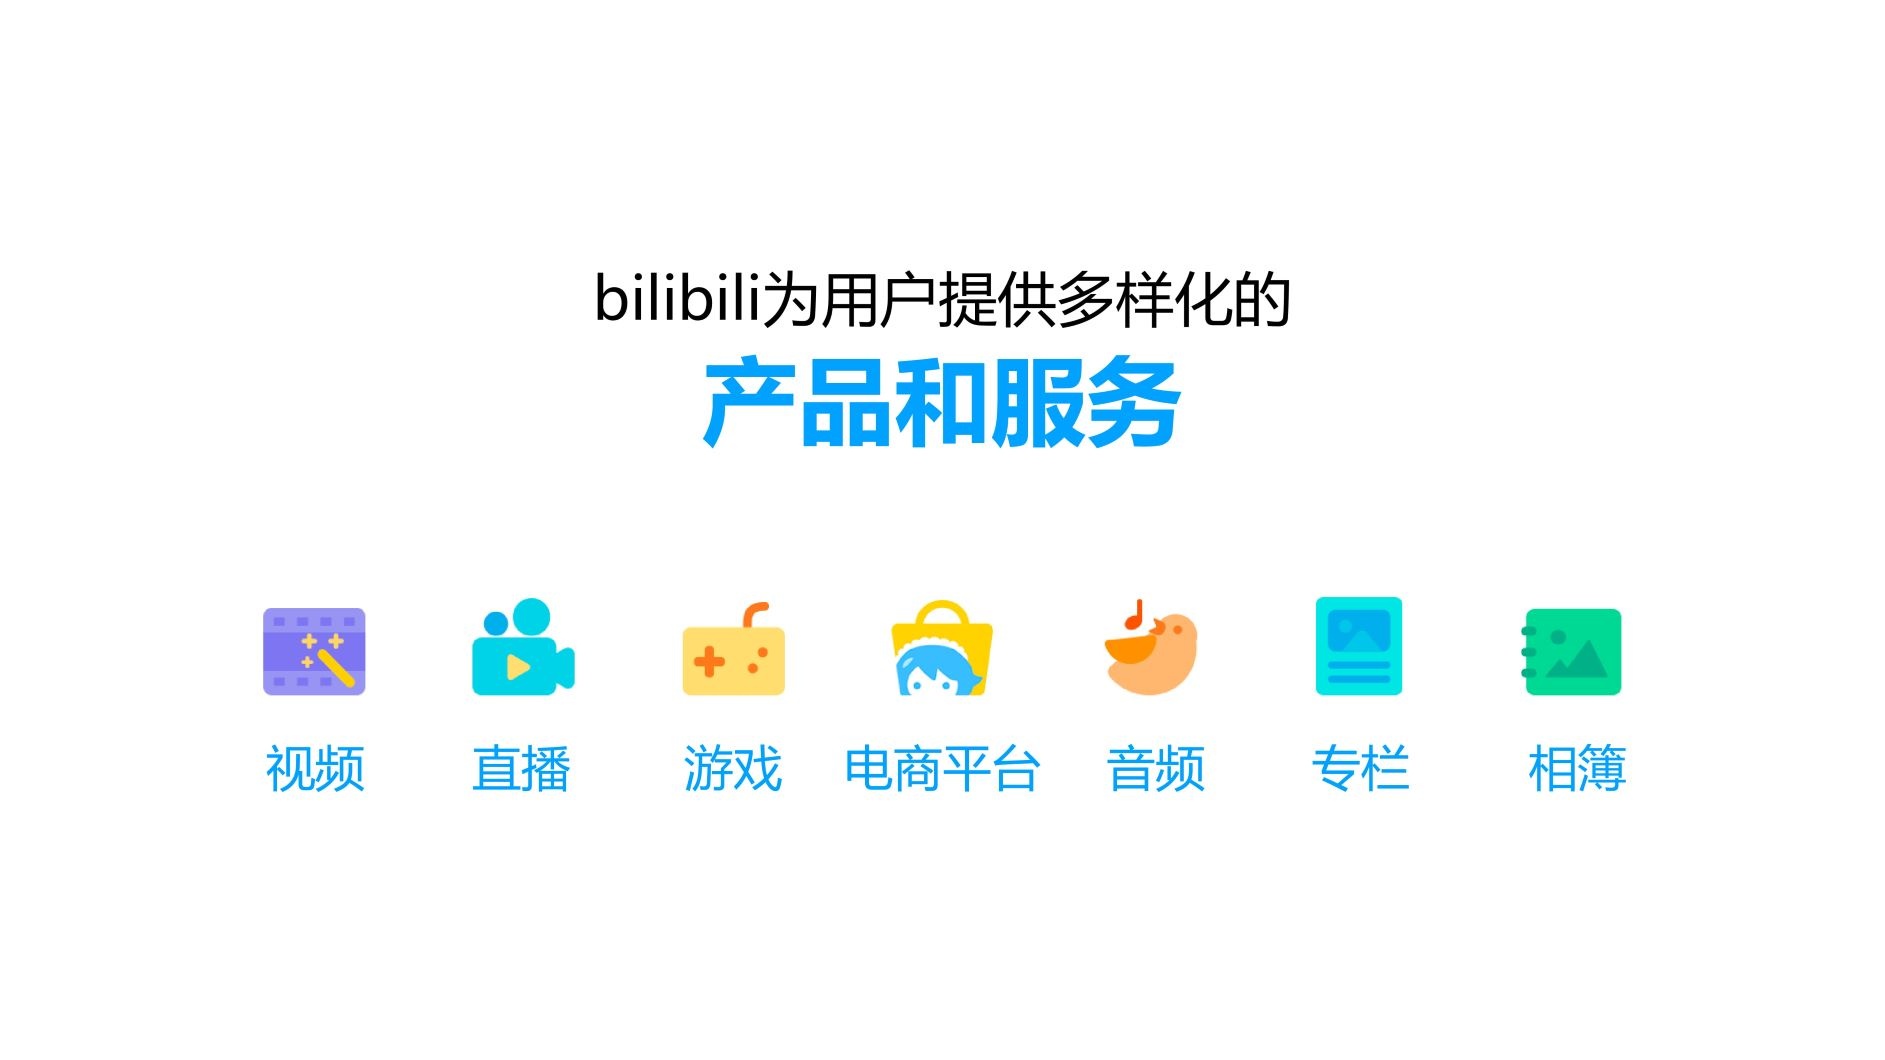 bilibili为用户提供多样化的
产品和服务
视频 直播 游戏 电商平台 音频 专栏 相簿